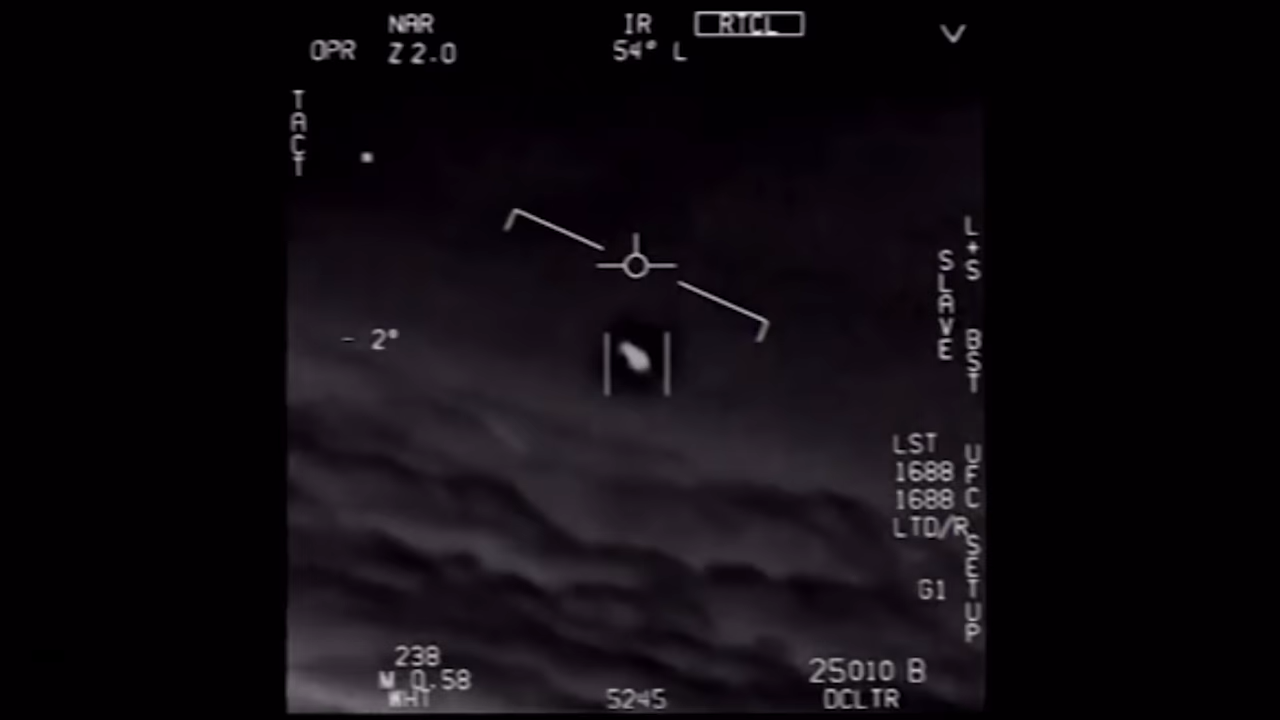 NAR IR RTCL
OPR Z 2.0 54° L
TACT
L+S
SLAVE
- 2°
BST
LST
1688
1688
UFC
LTD/R
SETUP
G1
238
M 0.58
WHT
5245
25010 B
DCLTR